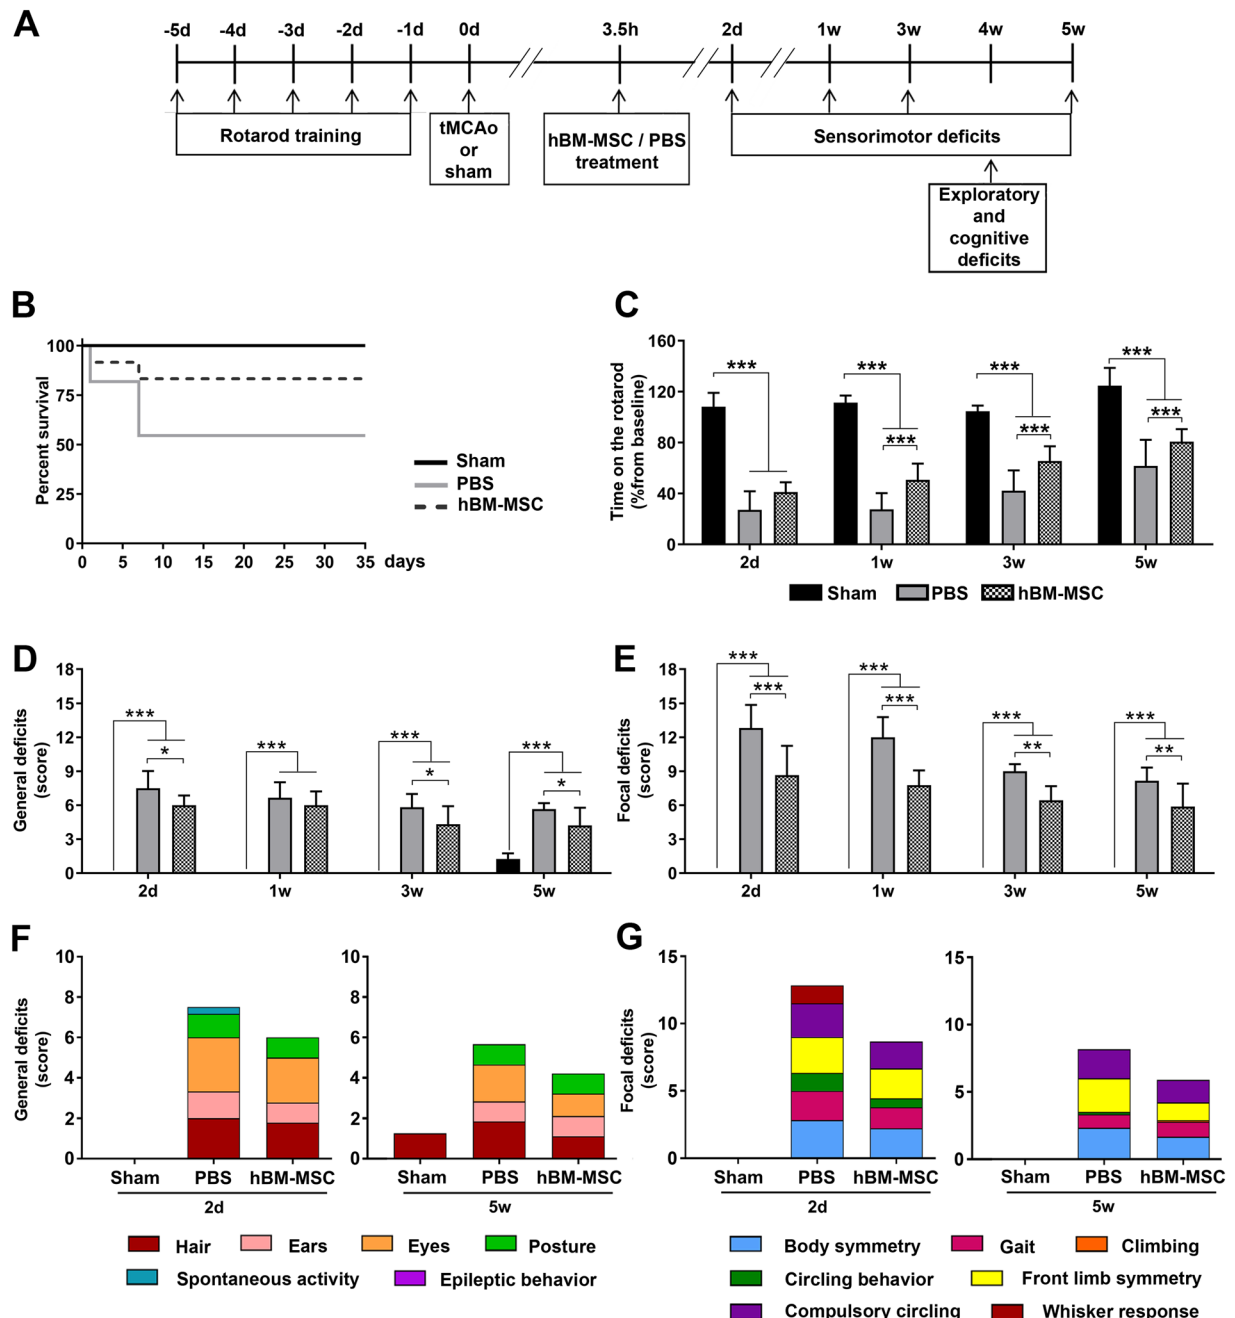 A
-5d -4d -3d -2d -1d 0d 3.5h 2d 1w 3w 4w 5w
Rotarod training
tMCAo
or
sham
hBM-MSC / PBS
treatment
Sensorimotor deficits
Exploratory
and
cognitive
deficits
B
Percent survival
100
75
50
25
0
0 5 10 15 20 25 30 35 days
Sham
PBS
hBM-MSC
C
Time on the rotarod
(%from baseline)
160
120
80
40
0
*** *** *** *** *** *** ***
2d 1w 3w 5w
Sham PBS hBM-MSC
D
General deficits
(score)
18
15
12
9
6
3
0
*** * *** *** * *** *
2d 1w 3w 5w
E
Focal deficits
(score)
18
15
12
9
6
3
0
*** *** *** *** *** ** *** **
2d 1w 3w 5w
F
General deficits
(score)
10
8
6
4
2
0
Sham PBS hBM-MSC
2d
10
8
6
4
2
0
Sham PBS hBM-MSC
5w
Hair Ears Eyes Posture
Spontaneous activity Epileptic behavior
G
Focal deficits
(score)
15
10
5
0
Sham PBS hBM-MSC
2d
15
10
5
0
Sham PBS hBM-MSC
5w
Body symmetry Gait Climbing
Circling behavior Front limb symmetry
Compulsory circling Whisker response